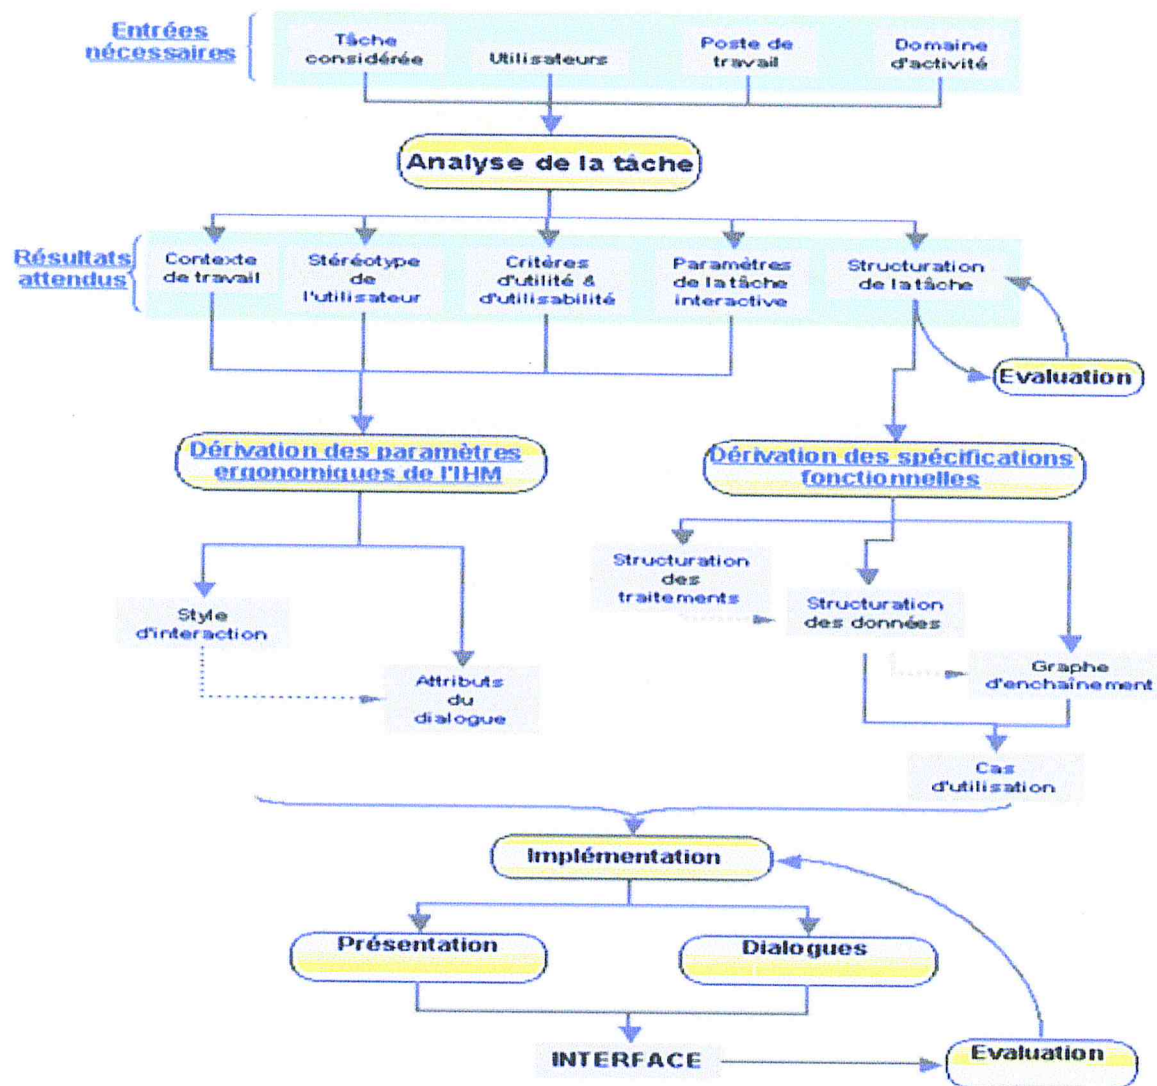 Entrées
nécessaires
Tâche
considérée
Utilisateurs
Poste de
travail
Domaine
d'activité
Analyse de la tâche
Résultats
attendus
Contexte
de travail
Stéréotype
de
l'utilisateur
Critères
d'utilité &
d'utilisabilité
Paramètres
de la tâche
interactive
Structuration
de la tâche
Evaluation
Dérivation des paramètres
ergonomiques de l'IHM
Dérivation des spécifications
fonctionnelles
Style
d'interaction
Attributs
du
dialogue
Structuration
des
traitements
Structuration
des données
Graphe
d'enchaînement
Cas
d'utilisation
Implémentation
Présentation
Dialogues
INTERFACE
Evaluation